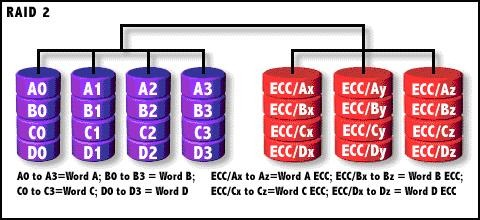 RAID 2
A0 A1 A2 A3 ECC/Ax ECC/Ay ECC/Az
B0 B1 B2 B3 ECC/Bx ECC/By ECC/Bz
C0 C1 C2 C3 ECC/Cx ECC/Cy ECC/Cz
D0 D1 D2 D3 ECC/Dx ECC/Dy ECC/Dz
A0 to A3=Word A; B0 to B3 = Word B;
C0 to C3=Word C; D0 to D3 = Word D
ECC/Ax to Az=Word A ECC; ECC/Bx to Bz = Word B ECC;
ECC/Cx to Cz=Word C ECC; ECC/Dx to Dz = Word D ECC